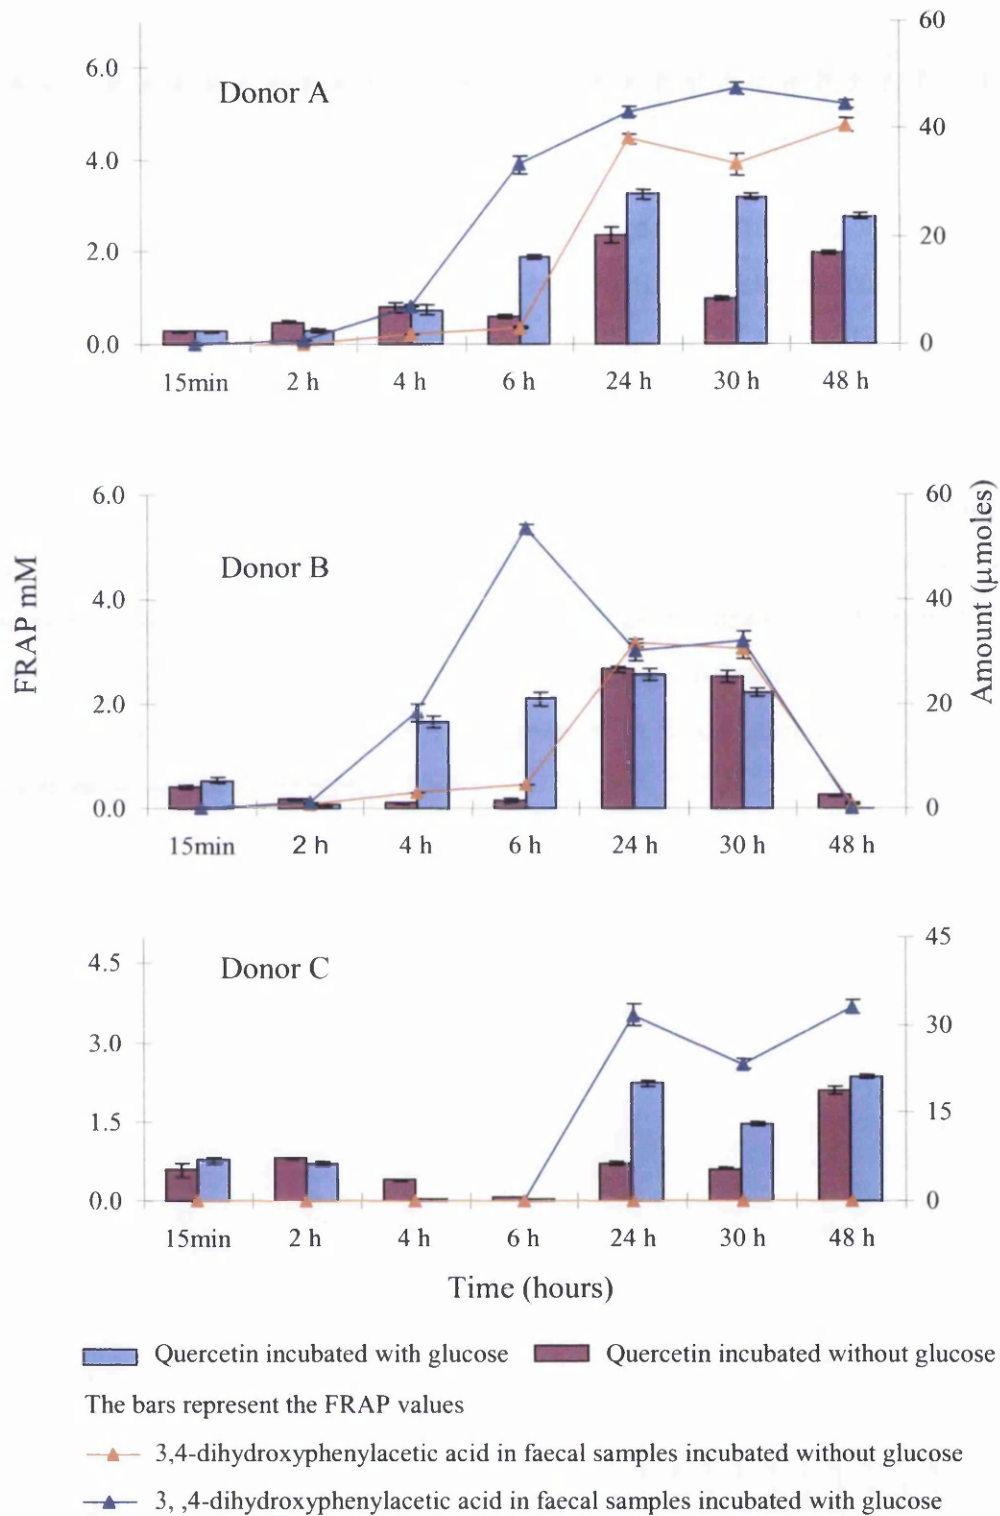 60
6.0
Donor A
40
4.0
2.0
20
0.0
0
15min 2 h 4 h 6 h 24 h 30 h 48 h
6.0
60
Donor B
4.0
40
2.0
20
0.0
0
15min 2 h 4 h 6 h 24 h 30 h 48 h
FRAP mM
Amount (µmoles)
45
4.5
Donor C
3.0
30
1.5
15
0.0
0
15min 2 h 4 h 6 h 24 h 30 h 48 h
Time (hours)
Quercetin incubated with glucose Quercetin incubated without glucose
The bars represent the FRAP values
3,4-dihydroxyphenylacetic acid in faecal samples incubated without glucose
3, ,4-dihydroxyphenylacetic acid in faecal samples incubated with glucose